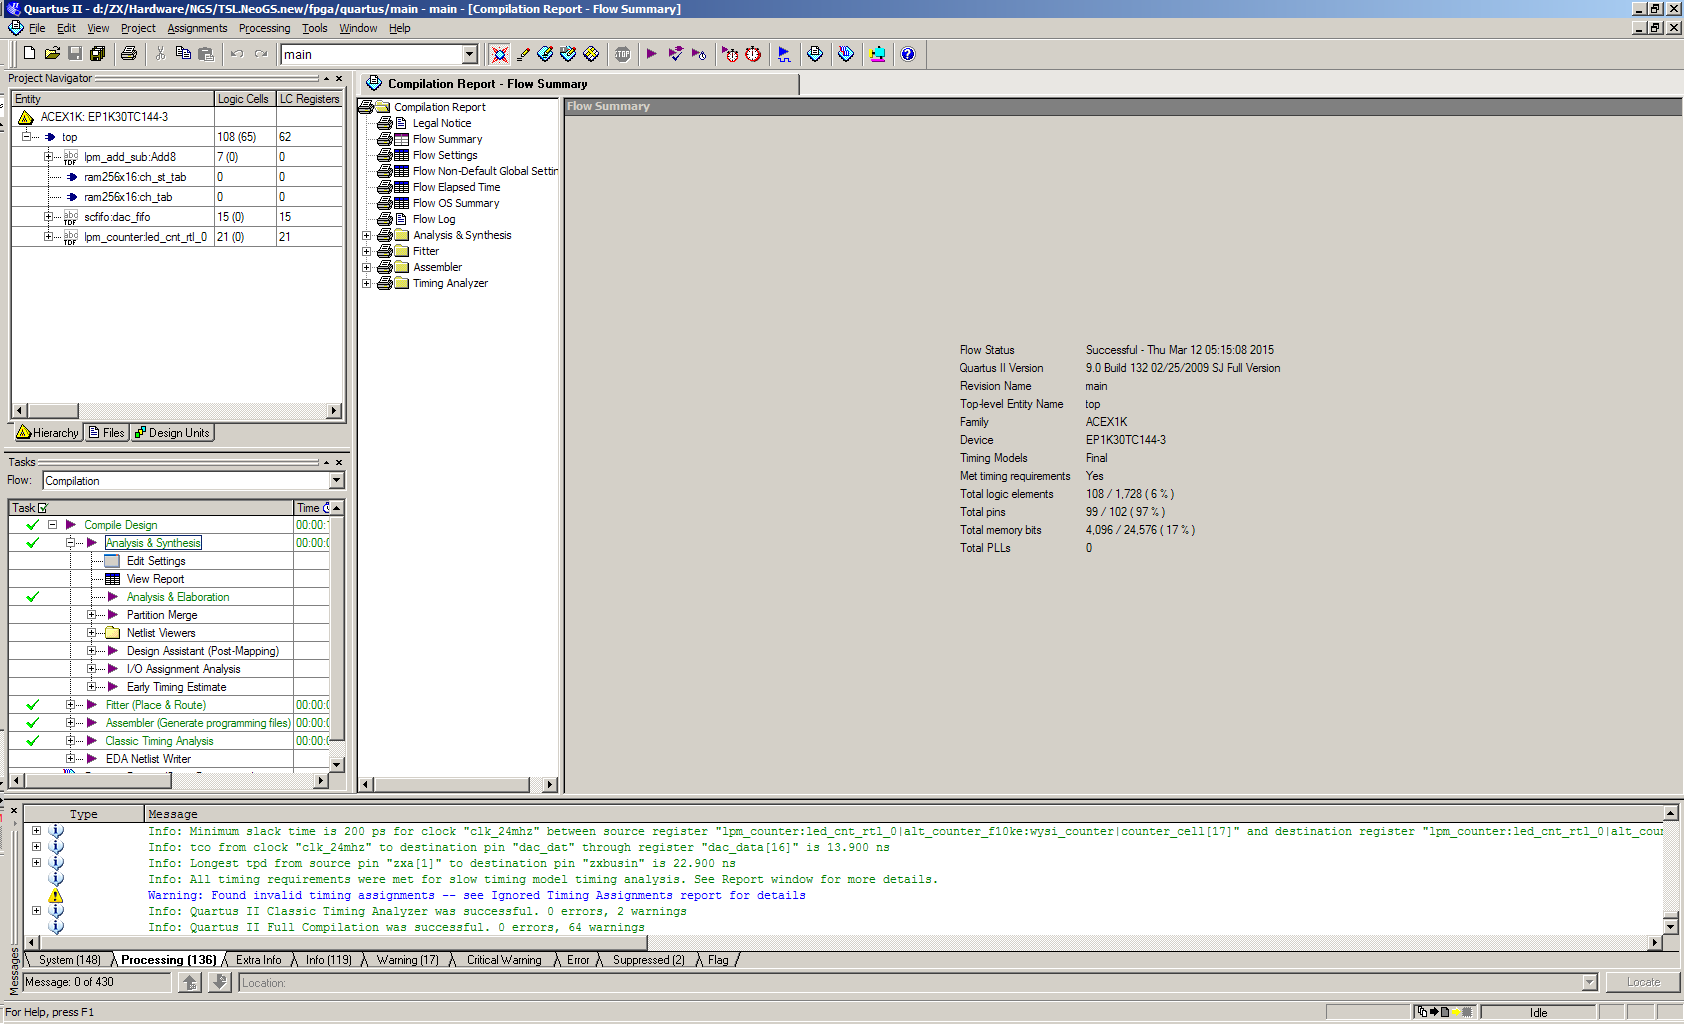 Quartus II - d:/ZX/Hardware/NGS/TSL.NeoGS.new/fpga/quartus/main - main - [Compilation Report - Flow Summary]
File Edit View Project Assignments Processing Tools Window Help
main
Project Navigator
Entity Logic Cells LC Registers
ACEX1K: EP1K30TC144-3
top 108 (65) 62
lpm_add_sub:Add8 7 (0) 0
ram256x16:ch_st_tab 0 0
ram256x16:ch_tab 0 0
scfifo:dac_fifo 15 (0) 15
lpm_counter:led_cnt_rtl_0 21 (0) 21
Hierarchy Files Design Units
Tasks
Flow: Compilation
Task Time
Compile Design 00:00:
Analysis & Synthesis 00:00:
Edit Settings
View Report
Analysis & Elaboration
Partition Merge
Netlist Viewers
Design Assistant (Post-Mapping)
I/O Assignment Analysis
Early Timing Estimate
Fitter (Place & Route) 00:00:
Assembler (Generate programming files) 00:00:
Classic Timing Analysis 00:00:
EDA Netlist Writer
Compilation Report - Flow Summary
Compilation Report
Legal Notice
Flow Summary
Flow Settings
Flow Non-Default Global Settin
Flow Elapsed Time
Flow OS Summary
Flow Log
Analysis & Synthesis
Fitter
Assembler
Timing Analyzer
Flow Summary
Flow Status Successful - Thu Mar 12 05:15:08 2015
Quartus II Version 9.0 Build 132 02/25/2009 SJ Full Version
Revision Name main
Top-level Entity Name top
Family ACEX1K
Device EP1K30TC144-3
Timing Models Final
Met timing requirements Yes
Total logic elements 108 / 1,728 ( 6 % )
Total pins 99 / 102 ( 97 % )
Total memory bits 4,096 / 24,576 ( 17 % )
Total PLLs 0
Type Message
Info: Minimum slack time is 200 ps for clock "clk_24mhz" between source register "lpm_counter:led_cnt_rtl_0|alt_counter_f10ke:wysi_counter|counter_cell[17]" and destination register "lpm_counter:led_cnt_rtl_0|alt_cou
Info: tco from clock "clk_24mhz" to destination pin "dac_dat" through register "dac_data[16]" is 13.900 ns
Info: Longest tpd from source pin "zxa[1]" to destination pin "zxbusin" is 22.900 ns
Info: All timing requirements were met for slow timing model timing analysis. See Report window for more details.
Warning: Found invalid timing assignments -- see Ignored Timing Assignments report for details
Info: Quartus II Classic Timing Analyzer was successful. 0 errors, 2 warnings
Info: Quartus II Full Compilation was successful. 0 errors, 64 warnings
System (148) Processing (136) Extra Info Info (119) Warning (17) Critical Warning Error Suppressed (2) Flag
Messages
Message: 0 of 430 Location: Locate
For Help, press F1 Idle